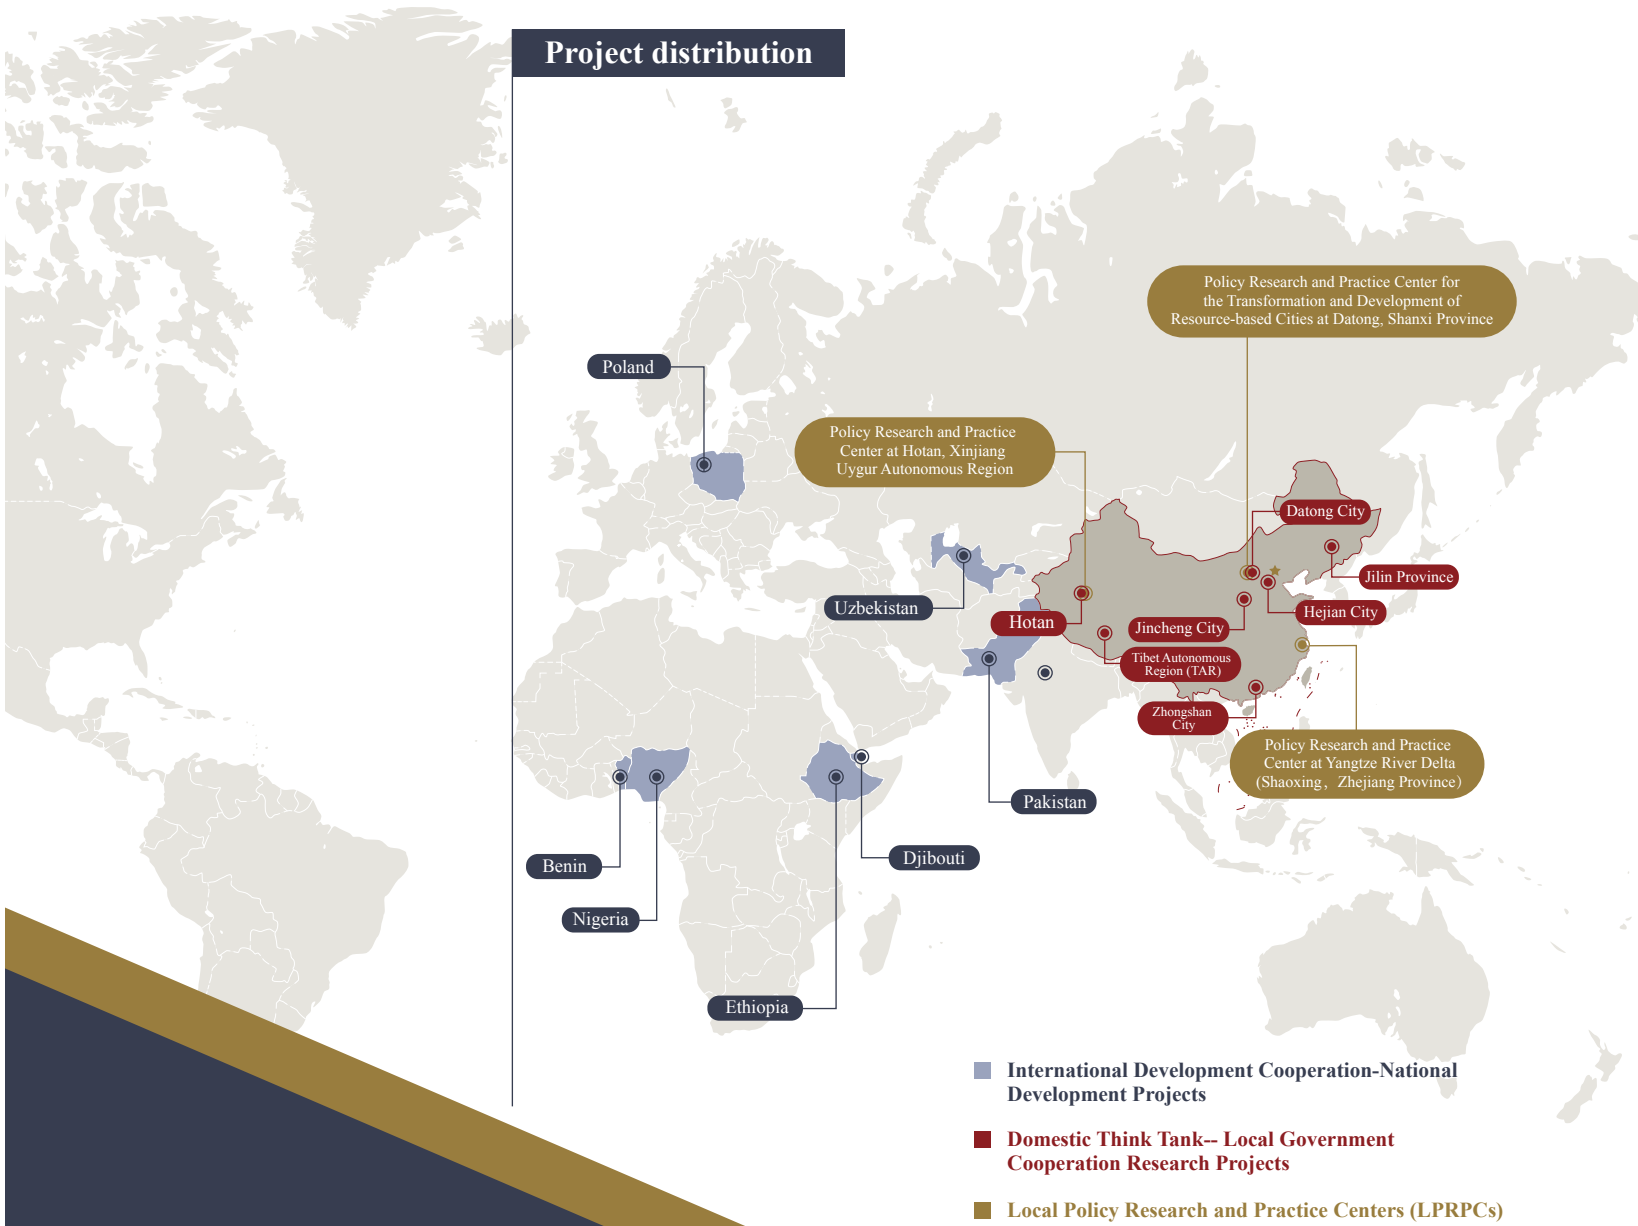 Project distribution
Policy Research and Practice Center for
the Transformation and Development of
Resource-based Cities at Datong, Shanxi Province
Poland
Policy Research and Practice
Center at Hotan, Xinjiang
Uygur Autonomous Region
Datong City
Jilin Province
Uzbekistan
Hejian City
Hotan
Jincheng City
Tibet Autonomous
Region (TAR)
Zhongshan
City
Policy Research and Practice
Center at Yangtze River Delta
(Shaoxing，Zhejiang Province）
Pakistan
Djibouti
Benin
Nigeria
Ethiopia
International Development Cooperation-National
Development Projects
Domestic Think Tank-- Local Government
Cooperation Research Projects
Local Policy Research and Practice Centers (LPRPCs)